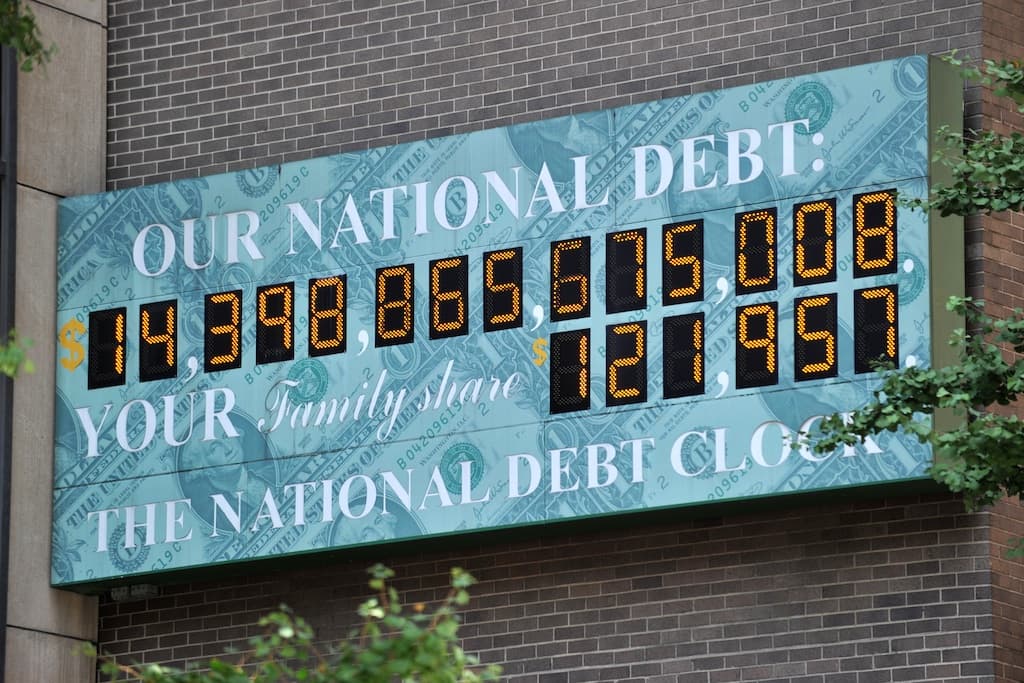 OUR NATIONAL DEBT:
$14,398,865,675,008.
YOUR Family share $121,957.
THE NATIONAL DEBT CLOCK